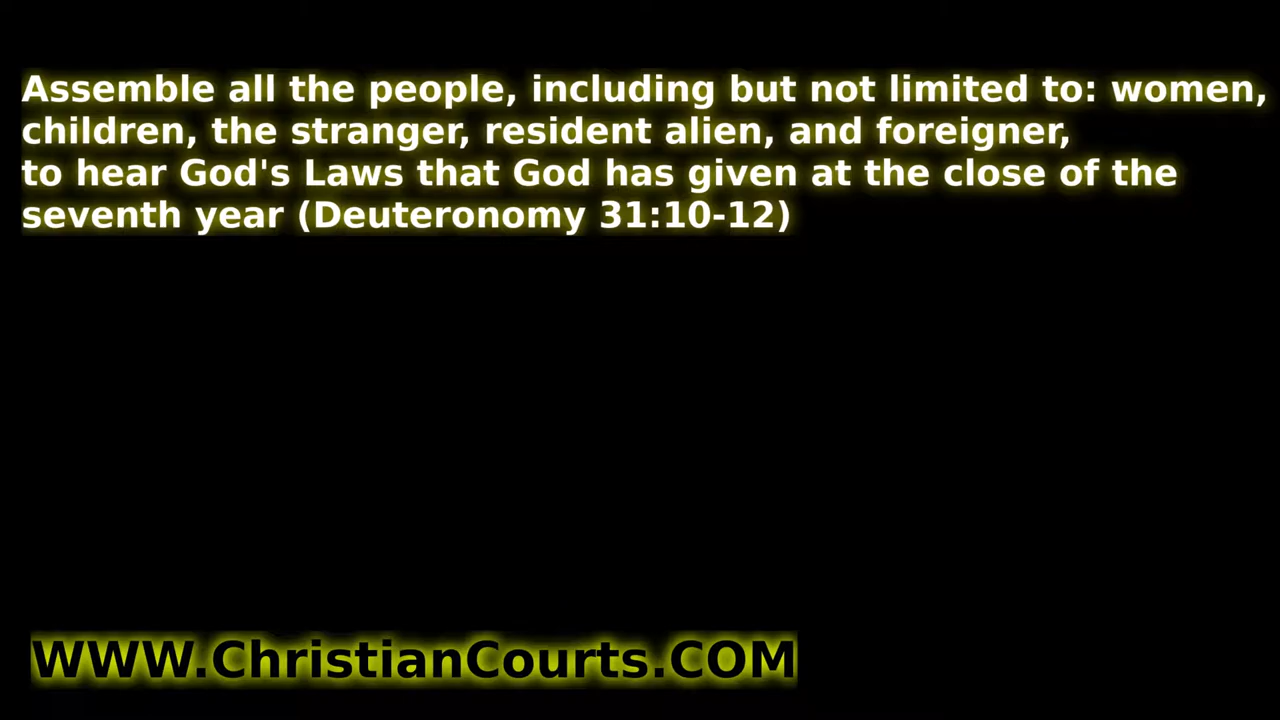 Assemble all the people, including but not limited to: women,
children, the stranger, resident alien, and foreigner,
to hear God's Laws that God has given at the close of the
seventh year (Deuteronomy 31:10-12)
WWW.ChristianCourts.COM